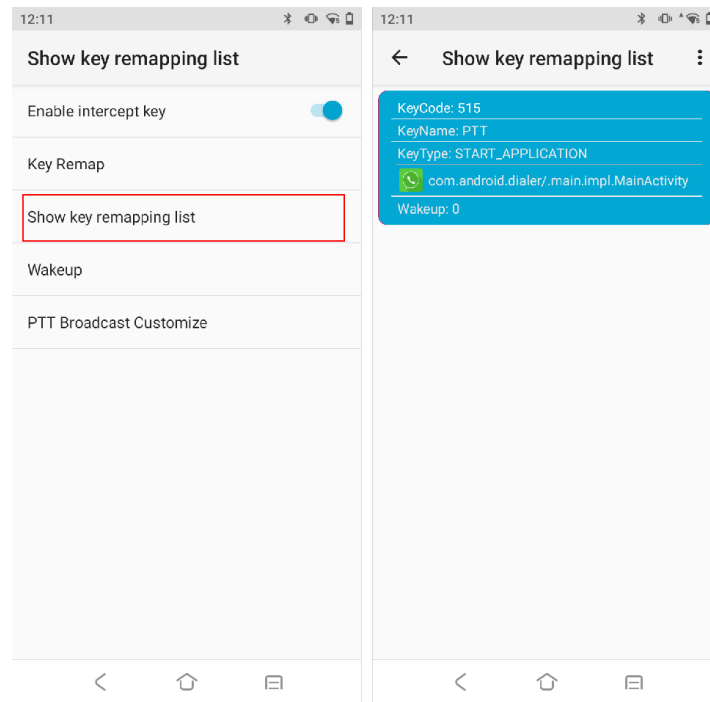 12:11
Show key remapping list
Enable intercept key
Key Remap
Show key remapping list
Wakeup
PTT Broadcast Customize
12:11
Show key remapping list
KeyCode: 515
KeyName: PTT
KeyType: START_APPLICATION
com.android.dialer/.main.impl.MainActivity
Wakeup: 0